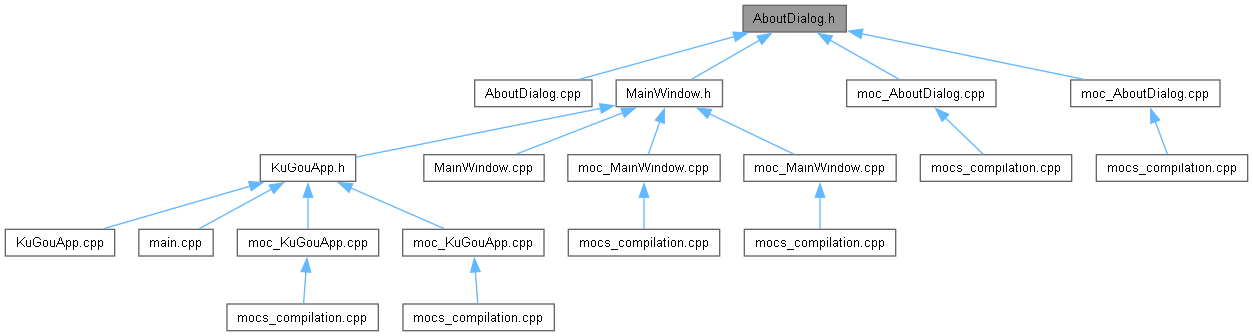 AboutDialog.h
AboutDialog.cpp
MainWindow.h
moc_AboutDialog.cpp
moc_AboutDialog.cpp
KuGouApp.h
MainWindow.cpp
moc_MainWindow.cpp
moc_MainWindow.cpp
mocs_compilation.cpp
mocs_compilation.cpp
KuGouApp.cpp
main.cpp
moc_KuGouApp.cpp
moc_KuGouApp.cpp
mocs_compilation.cpp
mocs_compilation.cpp
mocs_compilation.cpp
mocs_compilation.cpp